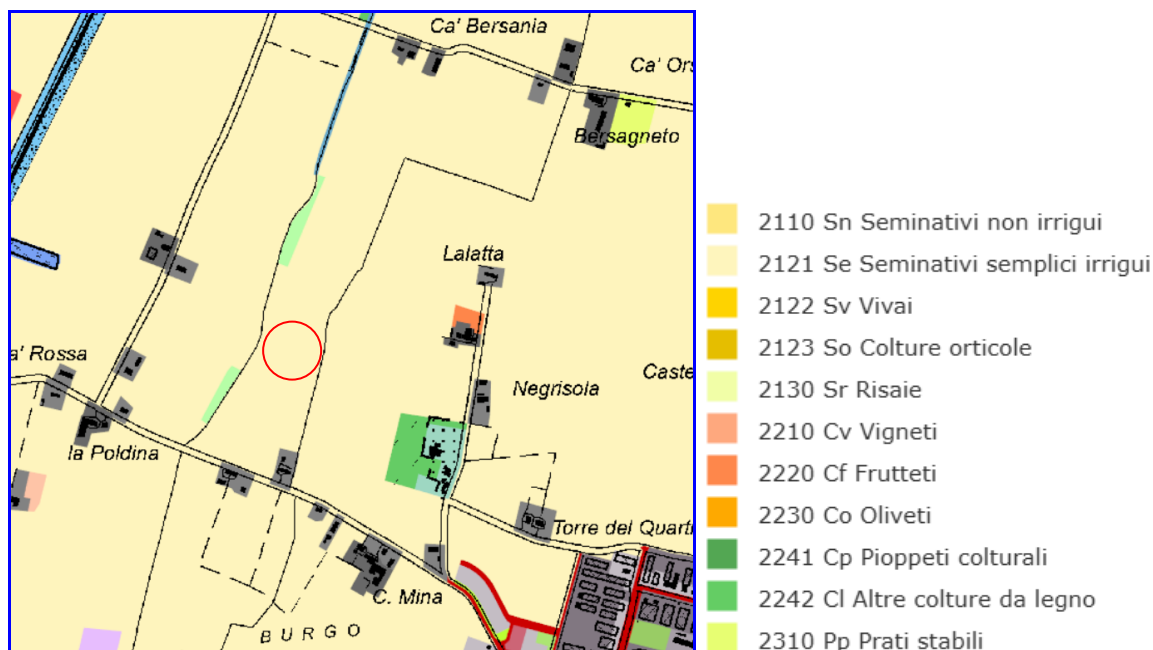 Ca' Bersania
Ca' Ors
Bersagneto
Lalatta
a' Rossa
Caste
Negrisola
la Poldina
Torre del Quarti
C. Mina
BURGO
2110 Sn Seminativi non irrigui
2121 Se Seminativi semplici irrigui
2122 Sv Vivai
2123 So Colture orticole
2130 Sr Risaie
2210 Cv Vigneti
2220 Cf Frutteti
2230 Co Oliveti
2241 Cp Pioppeti colturali
2242 Cl Altre colture da legno
2310 Pp Prati stabili